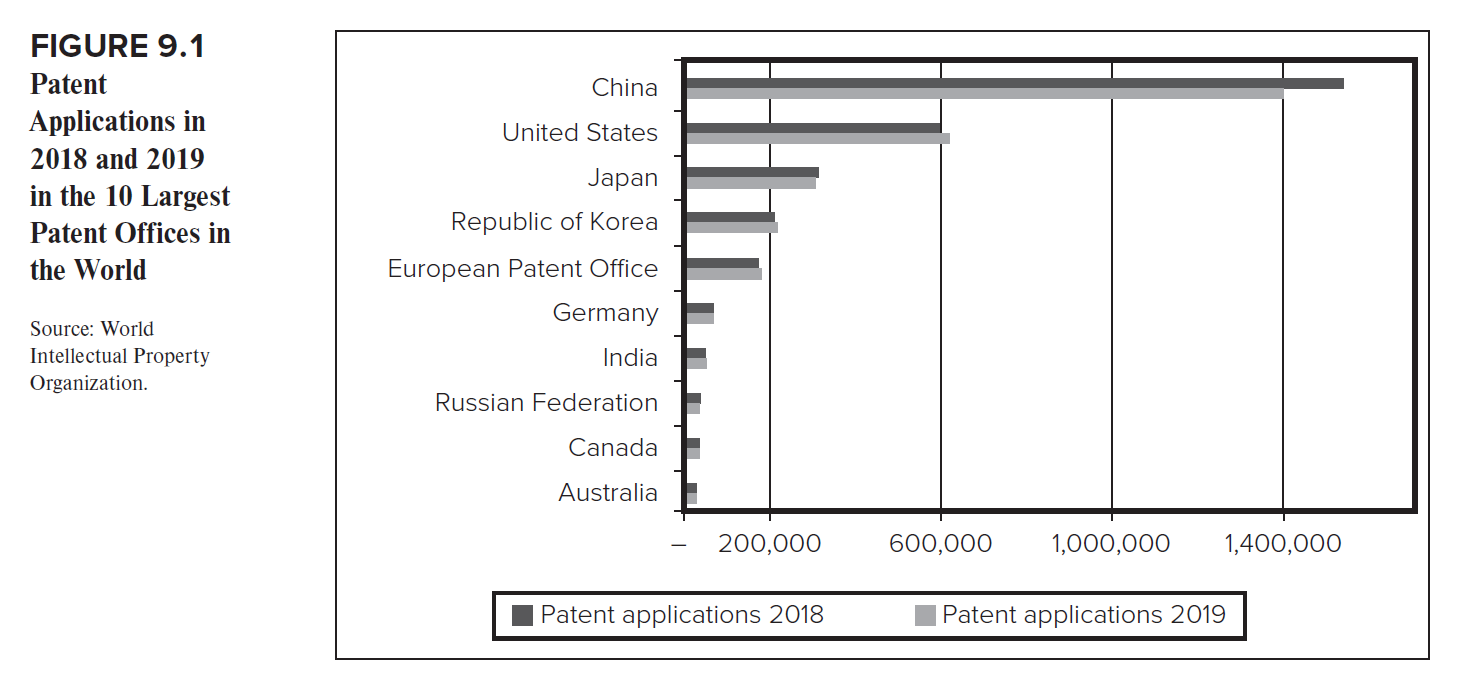 FIGURE 9.1
Patent
Applications in
2018 and 2019
in the 10 Largest
Patent Offices in
the World
Source: World
Intellectual Property
Organization.
China
United States
Japan
Republic of Korea
European Patent Office
Germany
India
Russian Federation
Canada
Australia
– 200,000 600,000 1,000,000 1,400,000
Patent applications 2018 Patent applications 2019